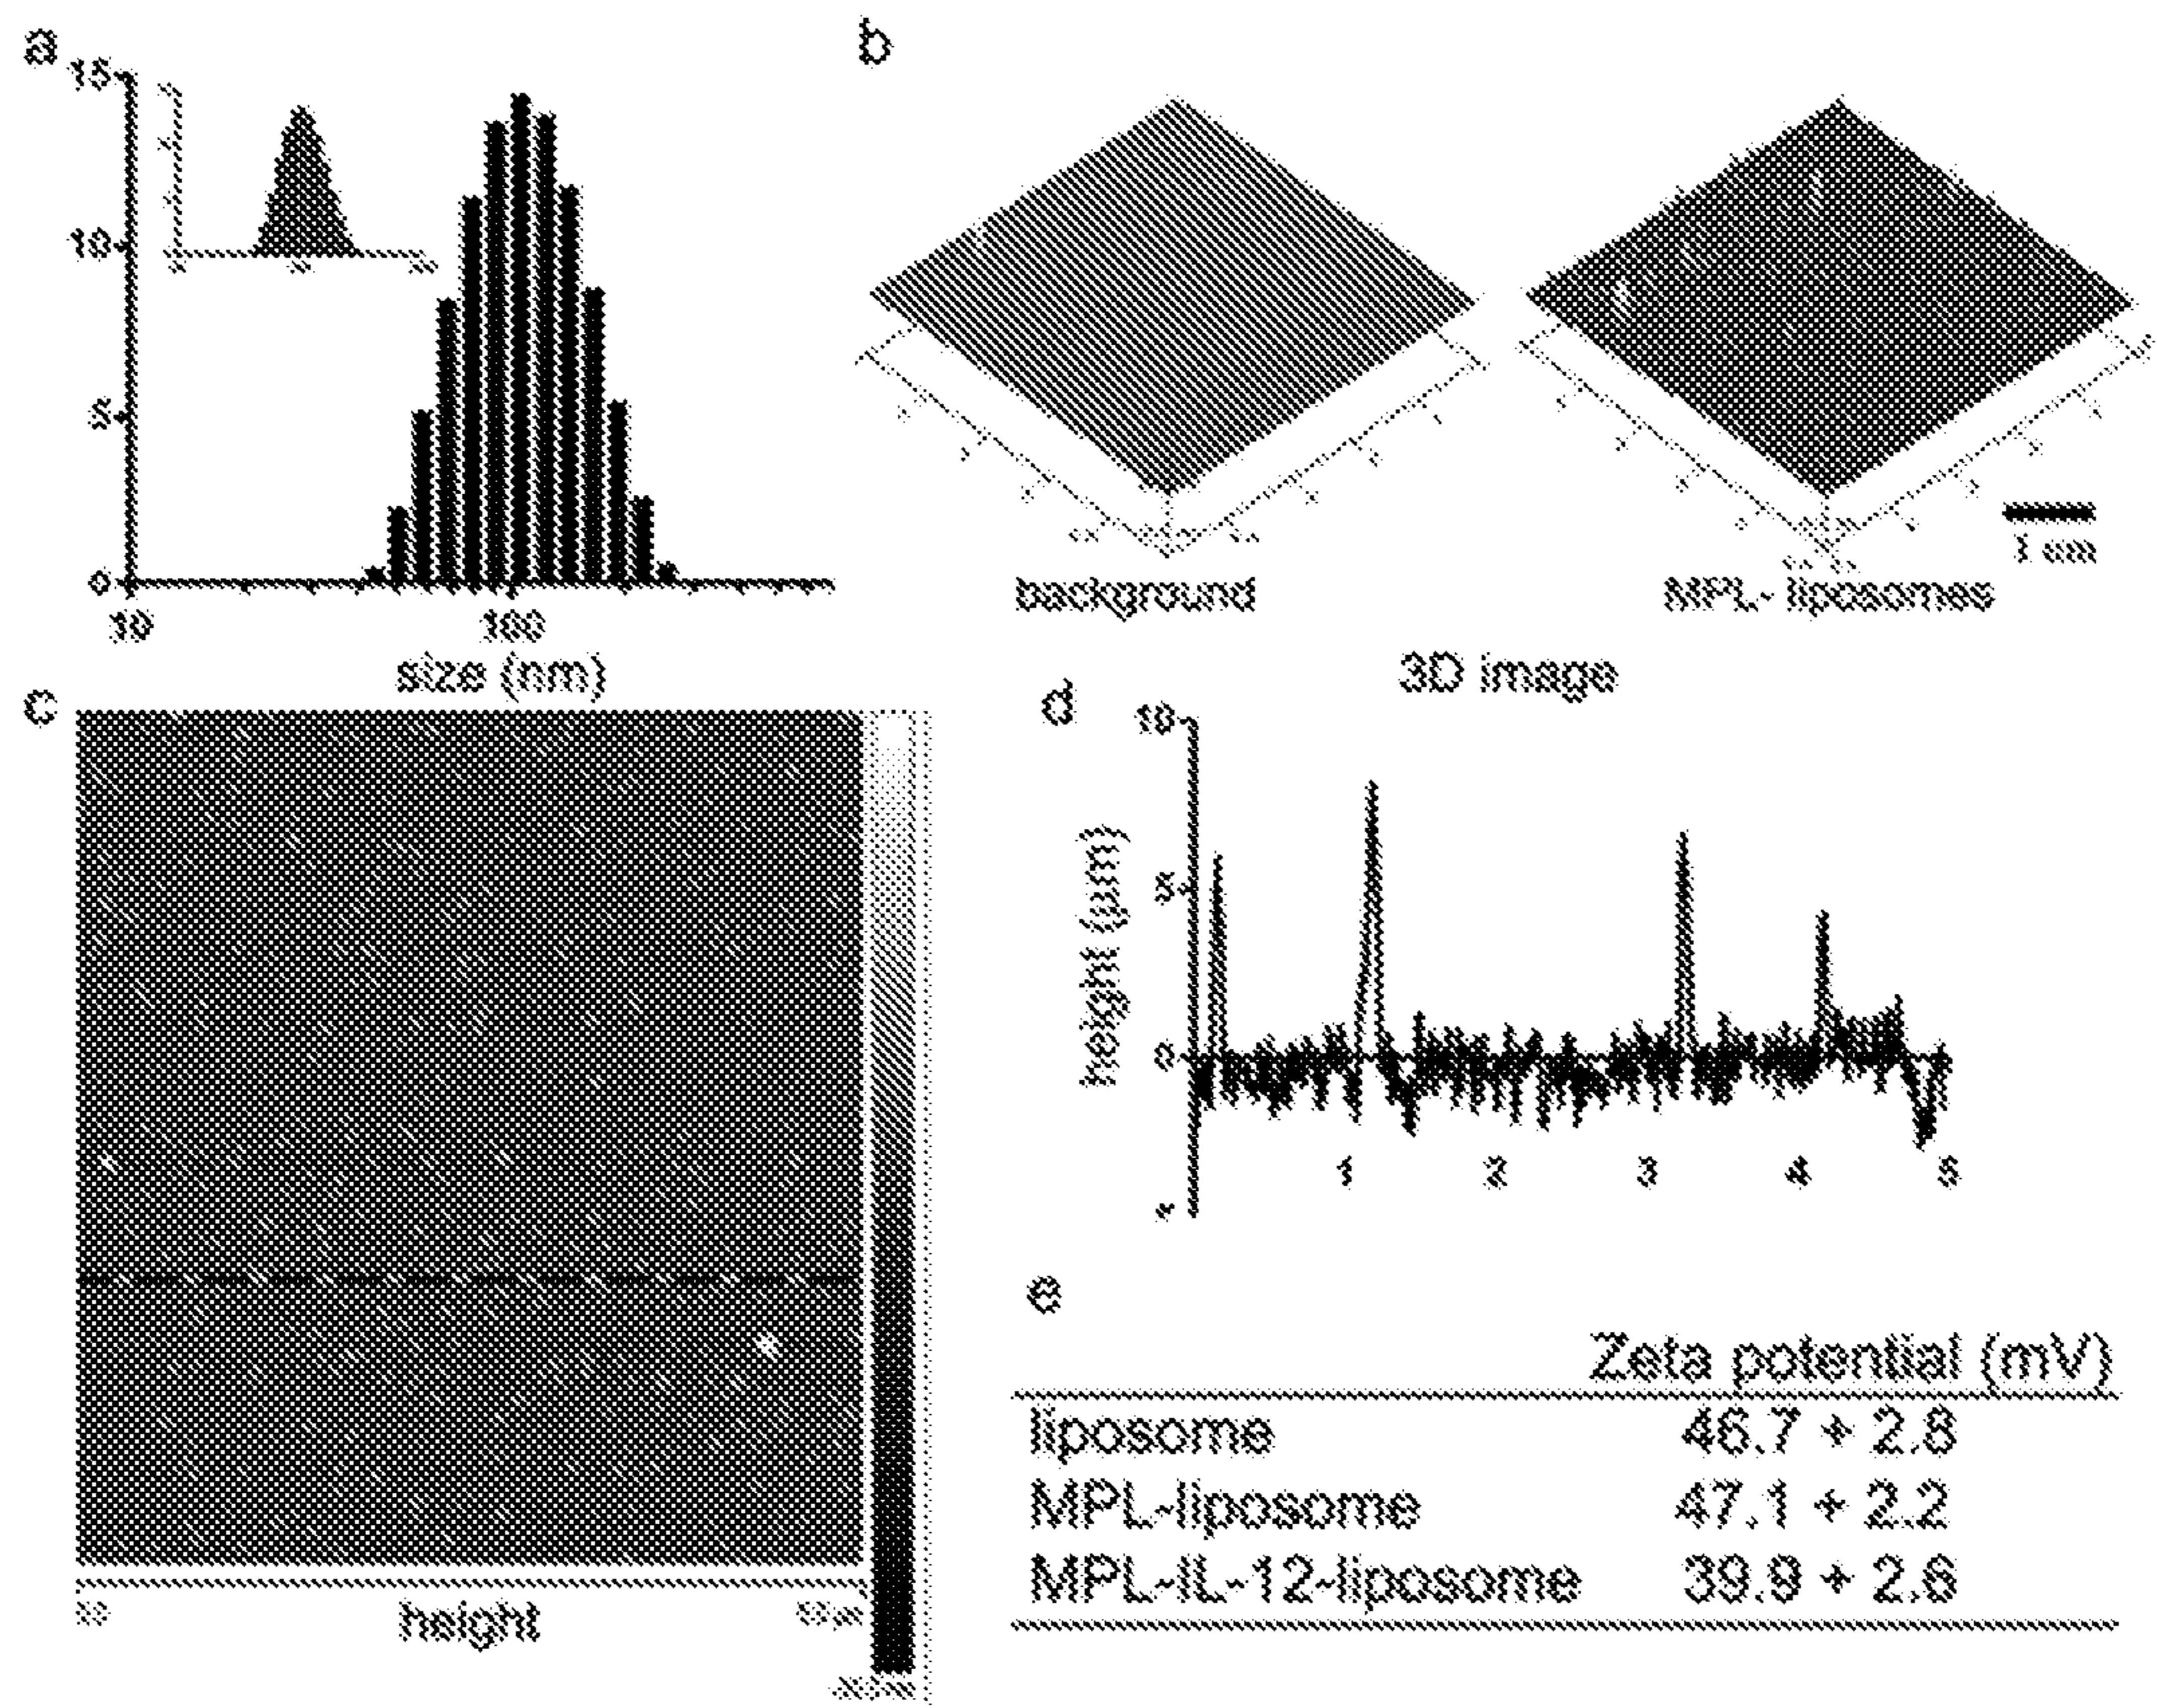 a
15
10
5
0
10
100
size (nm)
b
background
MPL- liposomes
1 cm
3D image
c
height
d
10
5
0
height (µm)
1
2
3
4
5
e
Zeta potential (mV)
liposome 46.7 + 2.8
MPL-liposome 47.1 + 2.2
MPL-IL-12-liposome 39.9 + 2.6